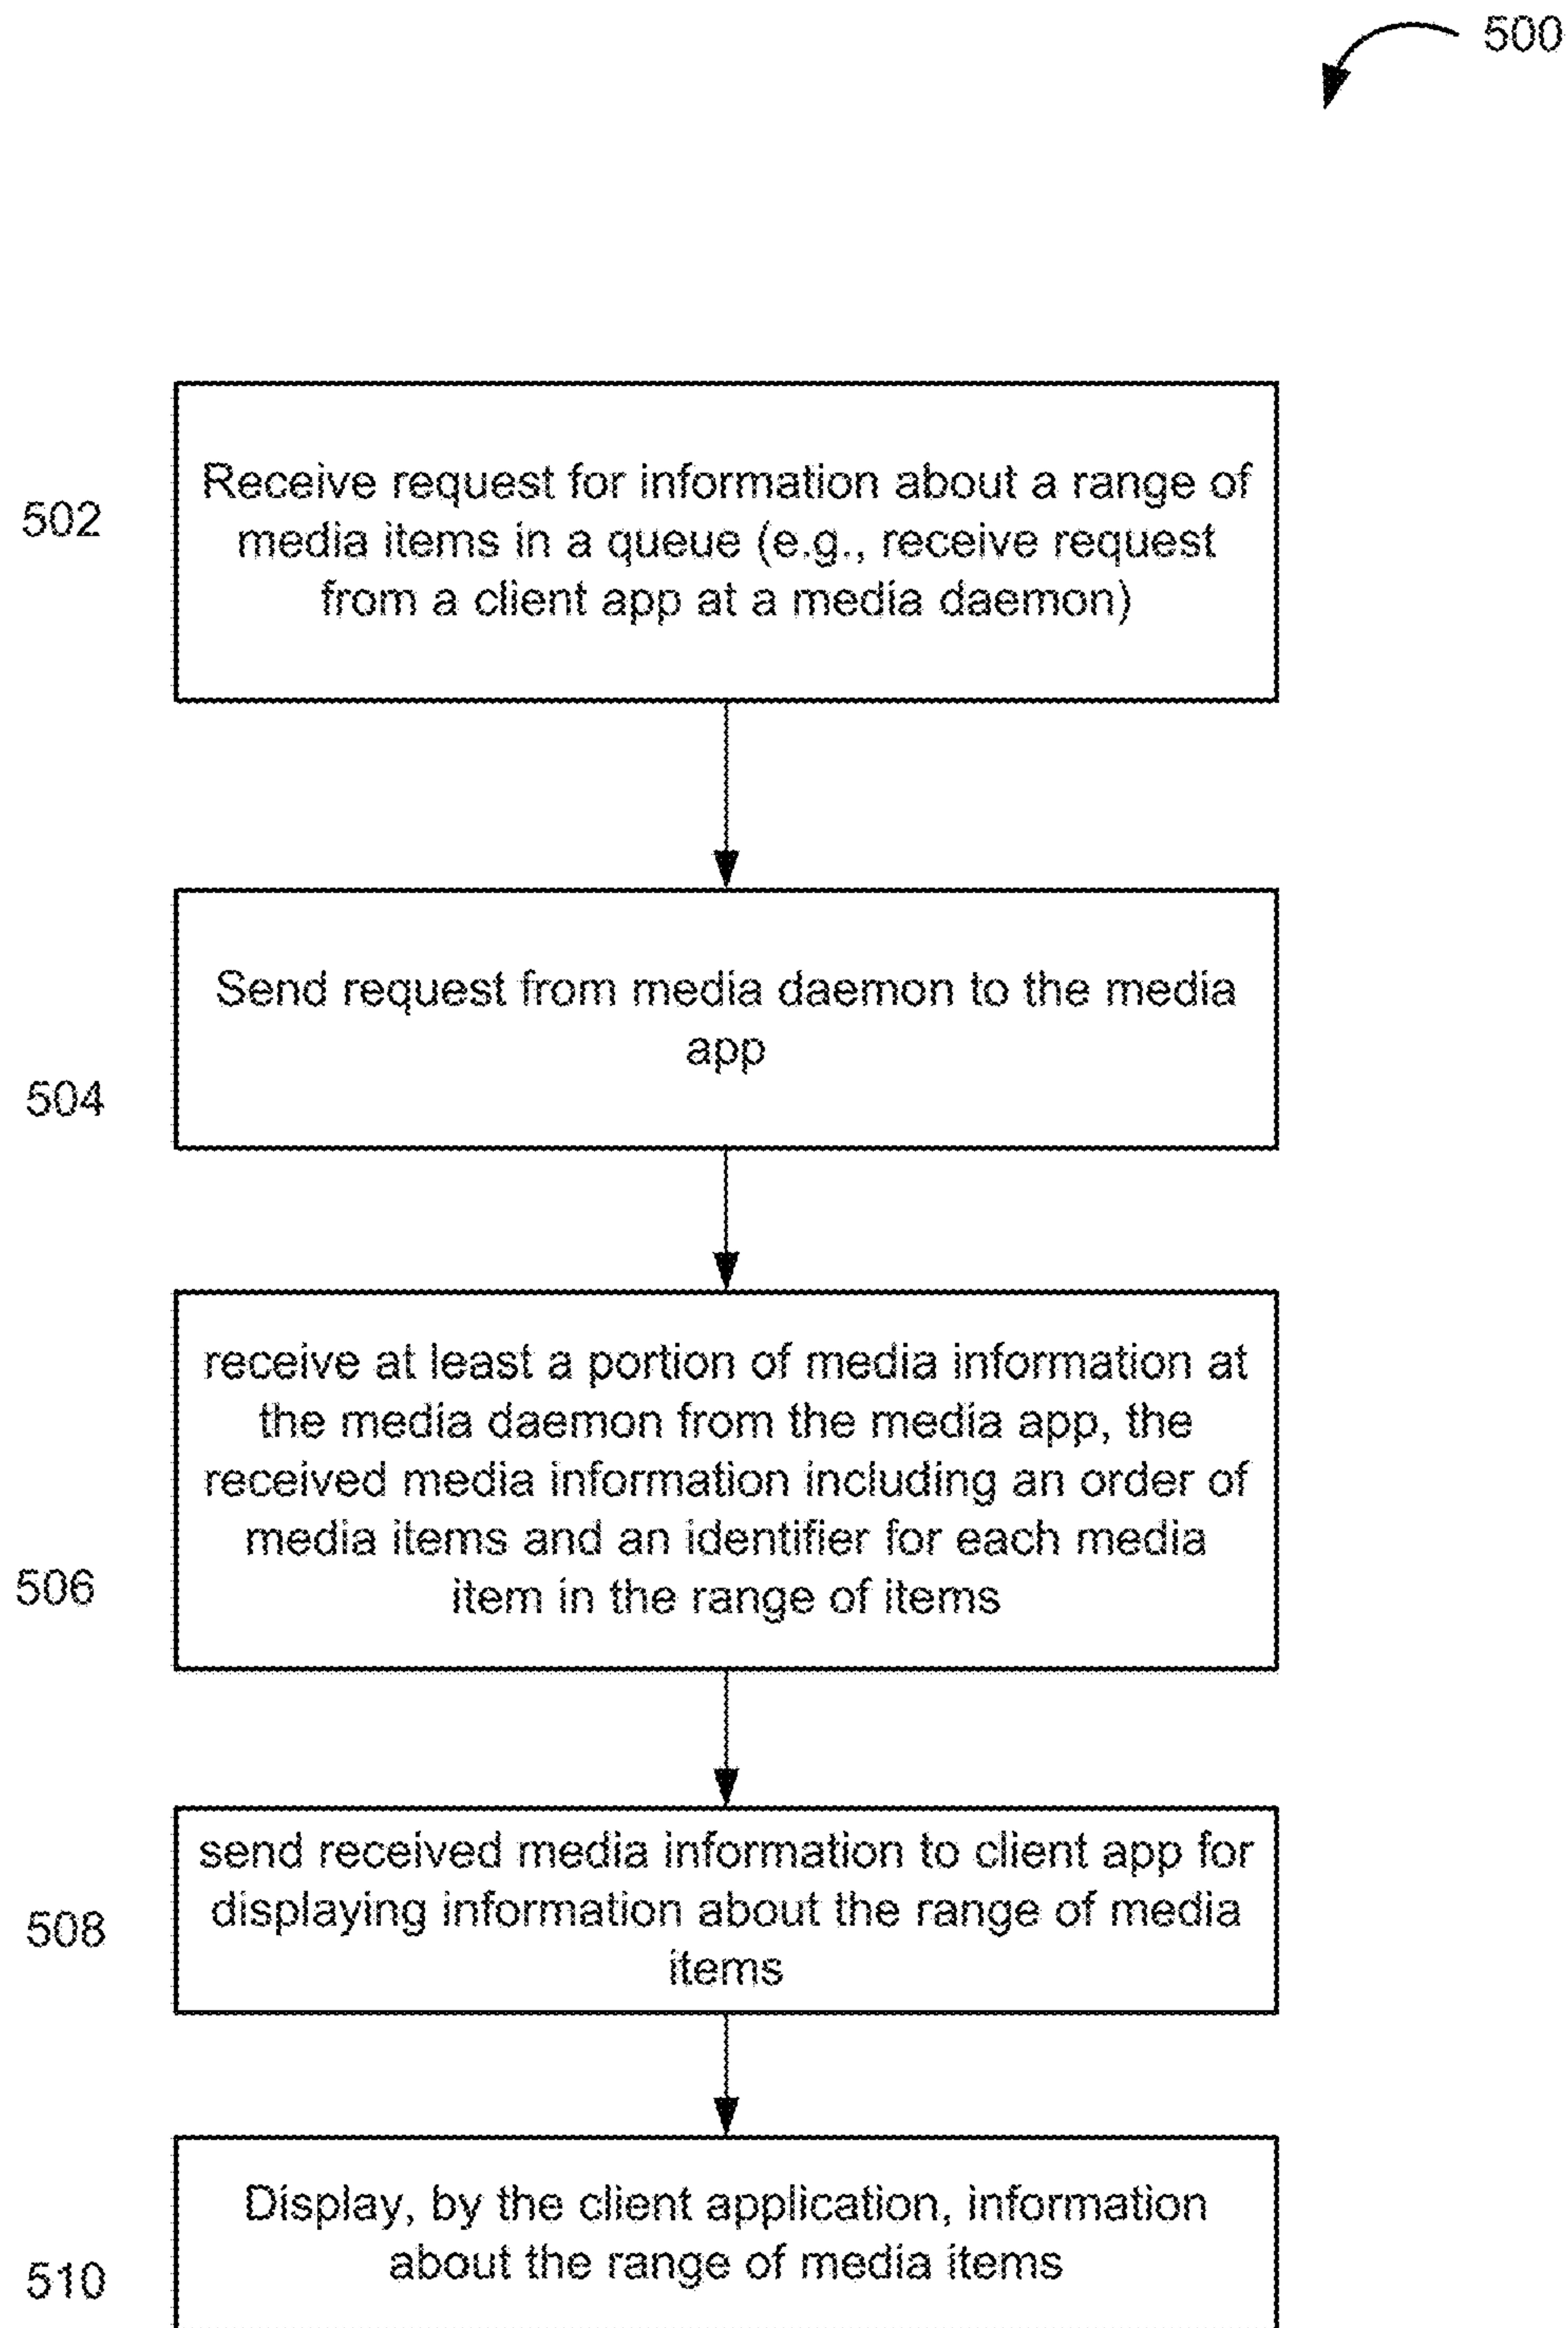 500
502
Receive request for information about a range of
media items in a queue (e.g., receive request
from a client app at a media daemon)
504
Send request from media daemon to the media
app
506
receive at least a portion of media information at
the media daemon from the media app, the
received media information including an order of
media items and an identifier for each media
item in the range of items
508
send received media information to client app for
displaying information about the range of media
items
510
Display, by the client application, information
about the range of media items